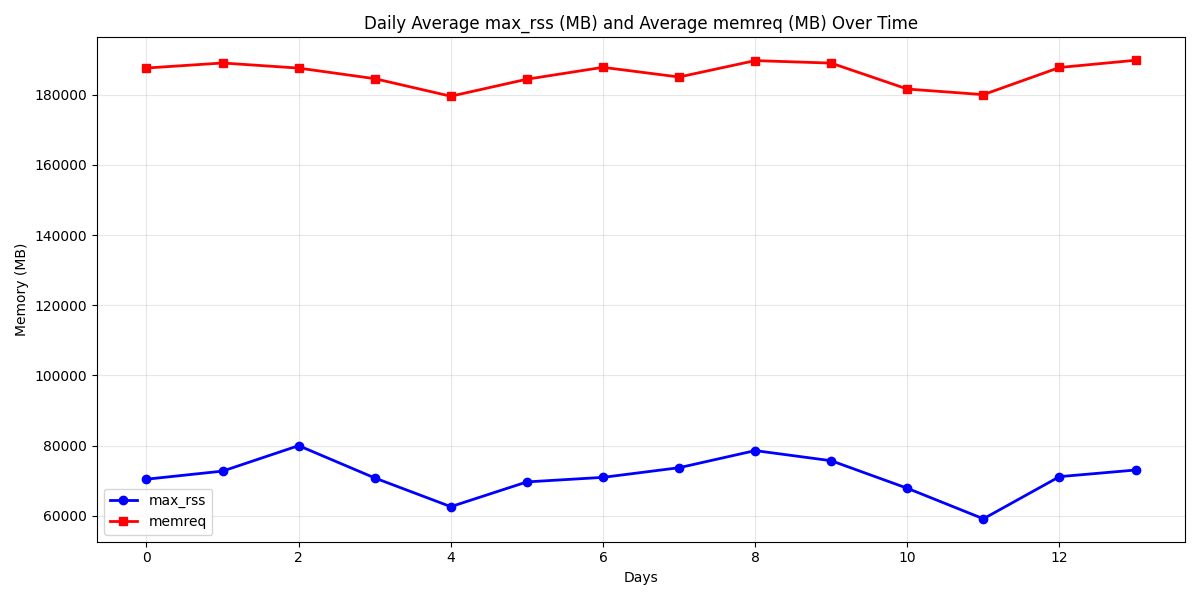 Daily Average max_rss (MB) and Average memreq (MB) Over Time
Memory (MB)
180000
160000
140000
120000
100000
80000
60000
max_rss
memreq
0 2 4 6 8 10 12
Days